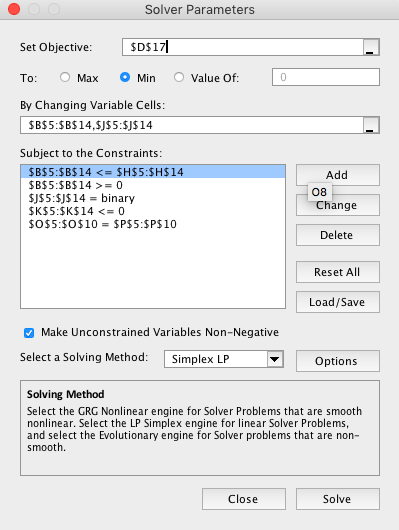 Solver Parameters
Set Objective: $D$17
To: Max Min Value Of: 0
By Changing Variable Cells:
$B$5:$B$14,$J$5:$J$14
Subject to the Constraints:
$B$5:$B$14 <= $H$5:$H$14
$B$5:$B$14 >= 0
$J$5:$J$14 = binary
$K$5:$K$14 <= 0
$O$5:$O$10 = $P$5:$P$10
Add
O8
Change
Delete
Reset All
Load/Save
Make Unconstrained Variables Non-Negative
Select a Solving Method: Simplex LP Options
Solving Method
Select the GRG Nonlinear engine for Solver Problems that are smooth
nonlinear. Select the LP Simplex engine for linear Solver Problems,
and select the Evolutionary engine for Solver problems that are non-
smooth.
Close Solve